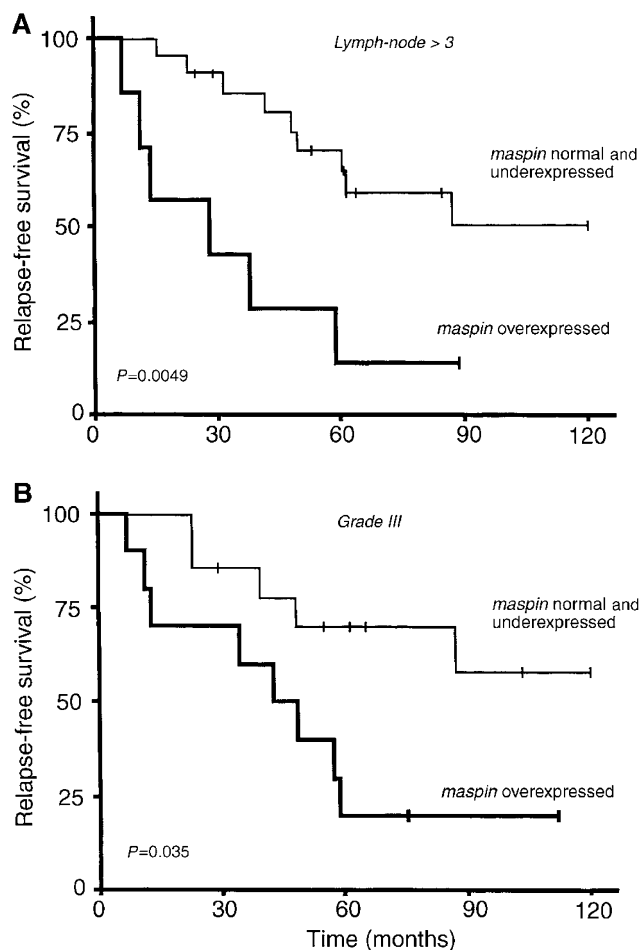 A
Lymph-node > 3
Relapse-free survival (%)
100
75
50
25
0
maspin normal and
underexpressed
maspin overexpressed
P=0.0049
0 30 60 90 120
B
Grade III
Relapse-free survival (%)
100
75
50
25
0
maspin normal and
underexpressed
maspin overexpressed
P=0.035
0 30 60 90 120
Time (months)